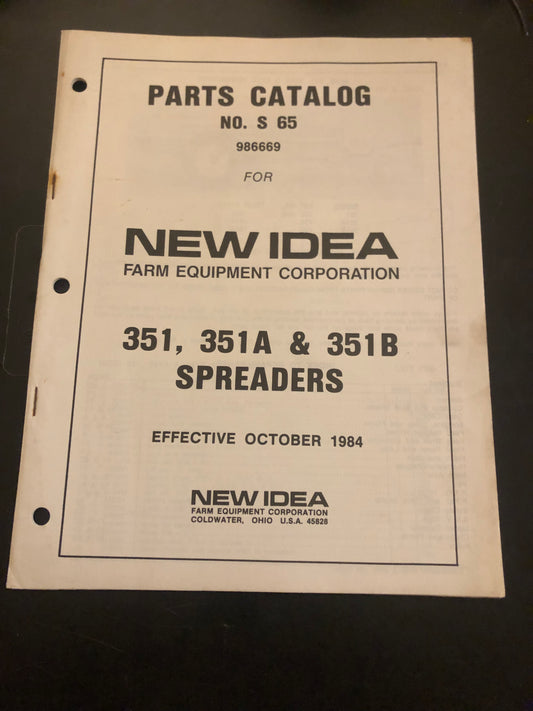 PARTS CATALOG
NO. S 65
986669
FOR
NEW IDEA
FARM EQUIPMENT CORPORATION
351, 351A & 351B
SPREADERS
EFFECTIVE OCTOBER 1984
NEW IDEA
FARM EQUIPMENT CORPORATION
COLDWATER, OHIO U.S.A. 45828